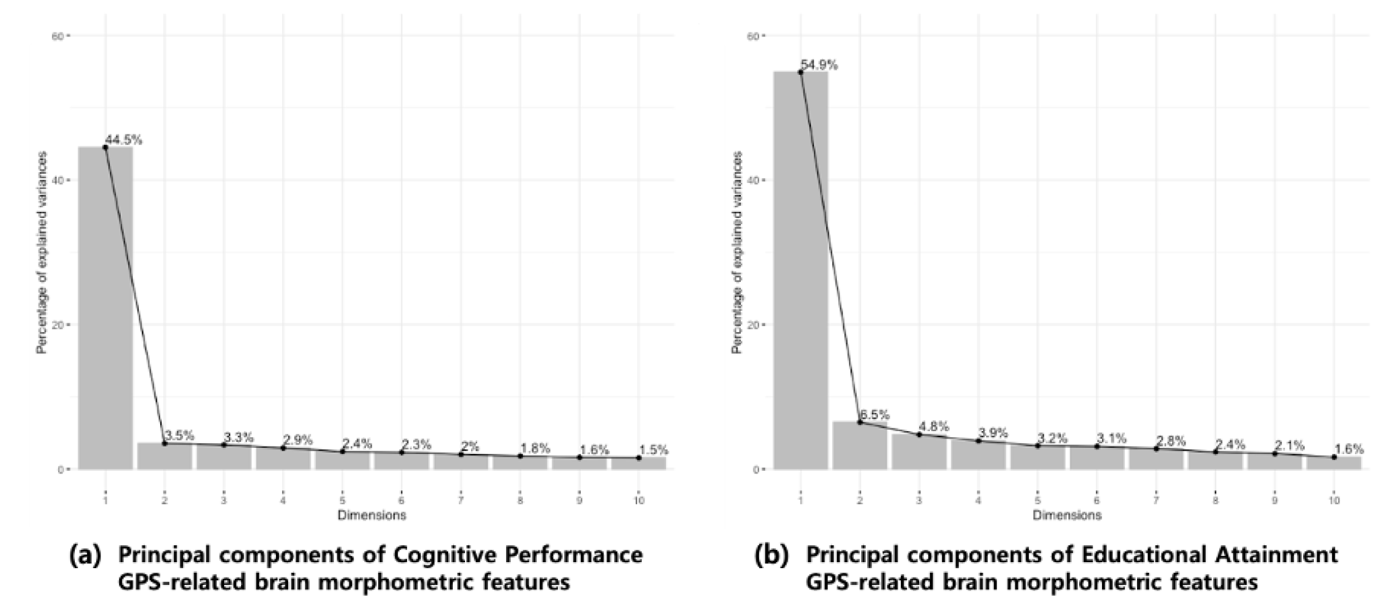 60
40
20
0
Percentage of explained variances
44.5%
3.5%
3.3%
2.9%
2.4%
2.3%
2%
1.8%
1.6%
1.5%
1 2 3 4 5 6 7 8 9 10
Dimensions
(a) Principal components of Cognitive Performance
GPS-related brain morphometric features
60
40
20
0
Percentage of explained variances
54.9%
6.5%
4.8%
3.9%
3.2%
3.1%
2.8%
2.4%
2.1%
1.6%
1 2 3 4 5 6 7 8 9 10
Dimensions
(b) Principal components of Educational Attainment
GPS-related brain morphometric features